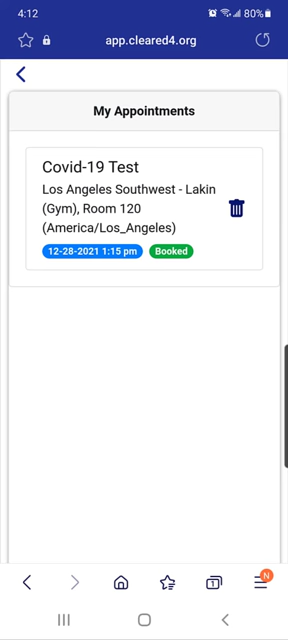 4:12
80%
app.cleared4.org
My Appointments
Covid-19 Test
Los Angeles Southwest - Lakin
(Gym), Room 120
(America/Los_Angeles)
12-28-2021 1:15 pm Booked
1
N